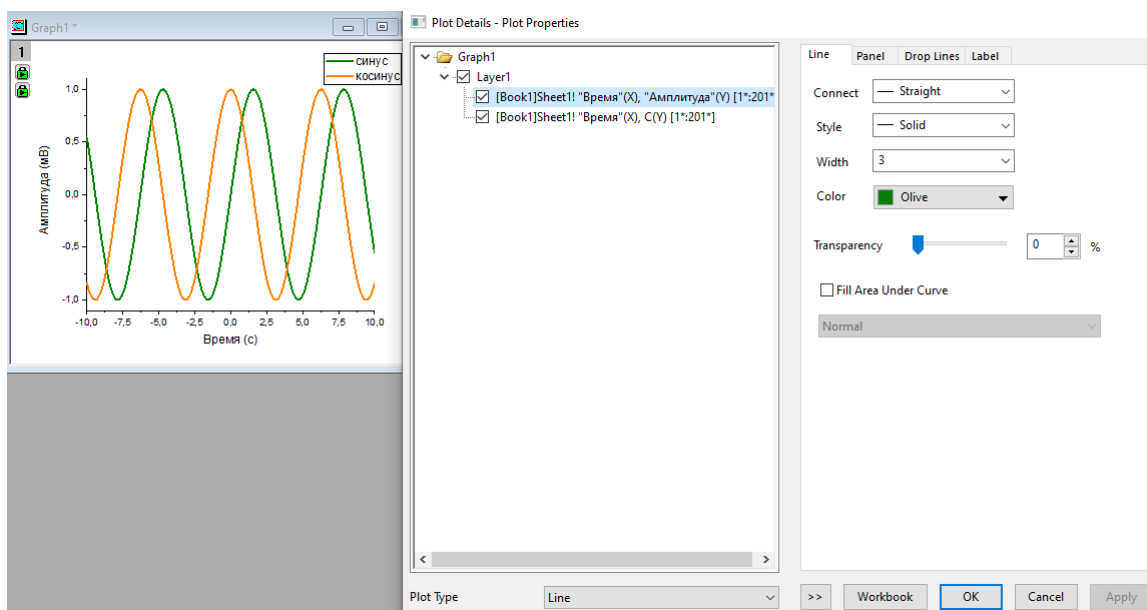 Graph1 *
1
синус
косинус
1,0
0,5
0,0
-0,5
-1,0
Амплитуда (мВ)
-10,0 -7,5 -5,0 -2,5 0,0 2,5 5,0 7,5 10,0
Время (с)
Plot Details - Plot Properties
Graph1
Layer1
[Book1]Sheet1! "Время"(X), "Амплитуда"(Y) [1*:201*
[Book1]Sheet1! "Время"(X), C(Y) [1*:201*]
Plot Type Line
Line Panel Drop Lines Label
Connect Straight
Style Solid
Width 3
Color Olive
Transparency 0 %
Fill Area Under Curve
Normal
>> Workbook OK Cancel Apply